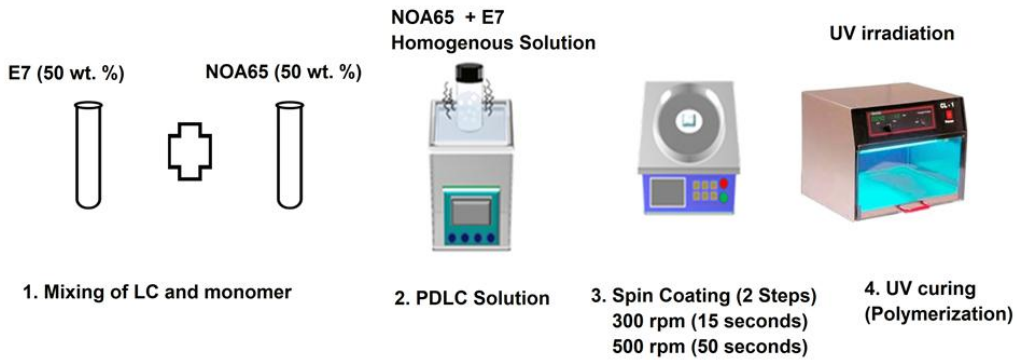 E7 (50 wt. %)
NOA65 (50 wt. %)
NOA65 + E7
Homogenous Solution
UV irradiation
CL-1
1. Mixing of LC and monomer
2. PDLC Solution
3. Spin Coating (2 Steps)
300 rpm (15 seconds)
500 rpm (50 seconds)
4. UV curing
(Polymerization)